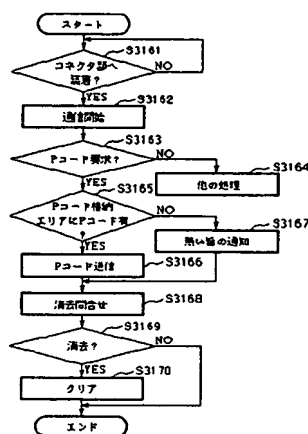 スタート
S3161
コネクタ部へ
装着?
NO
YES
S3162
通信開始
S3163
Pコード要求?
NO
YES
S3164
他の処理
S3165
Pコード格納
エリアにPコード有
?
NO
YES
S3167
無い旨の通知
S3166
Pコード送信
S3168
消去問合せ
S3169
消去?
NO
YES
S3170
クリア
エンド